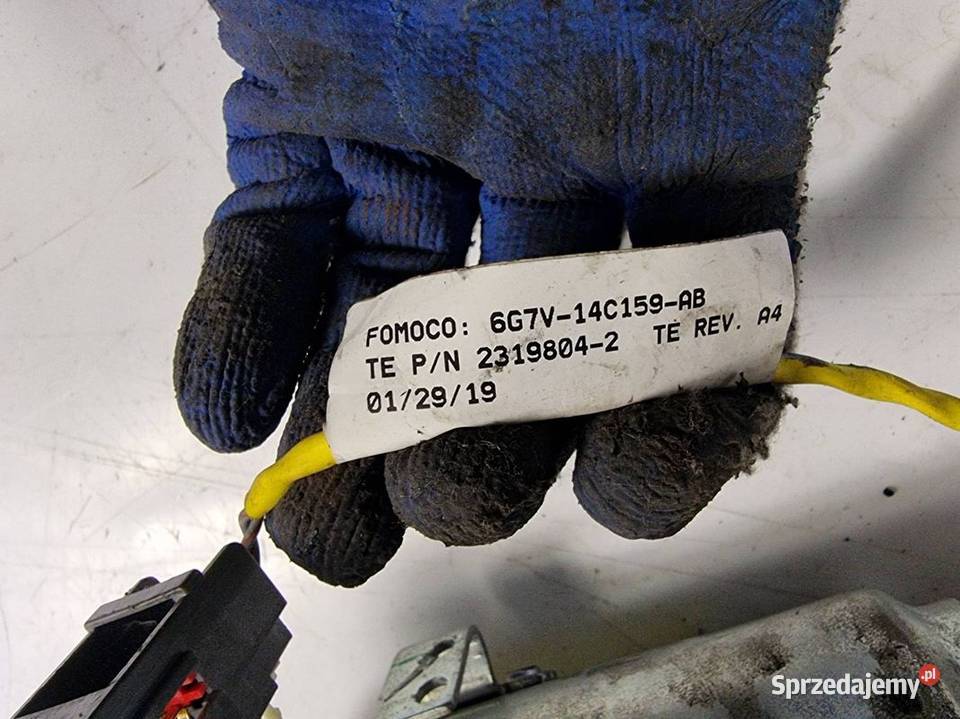 FOMOCO: 6G7V-14C159-AB
TE P/N 2319804-2 TE REV. A4
01/29/19
Sprzedajemy.pl